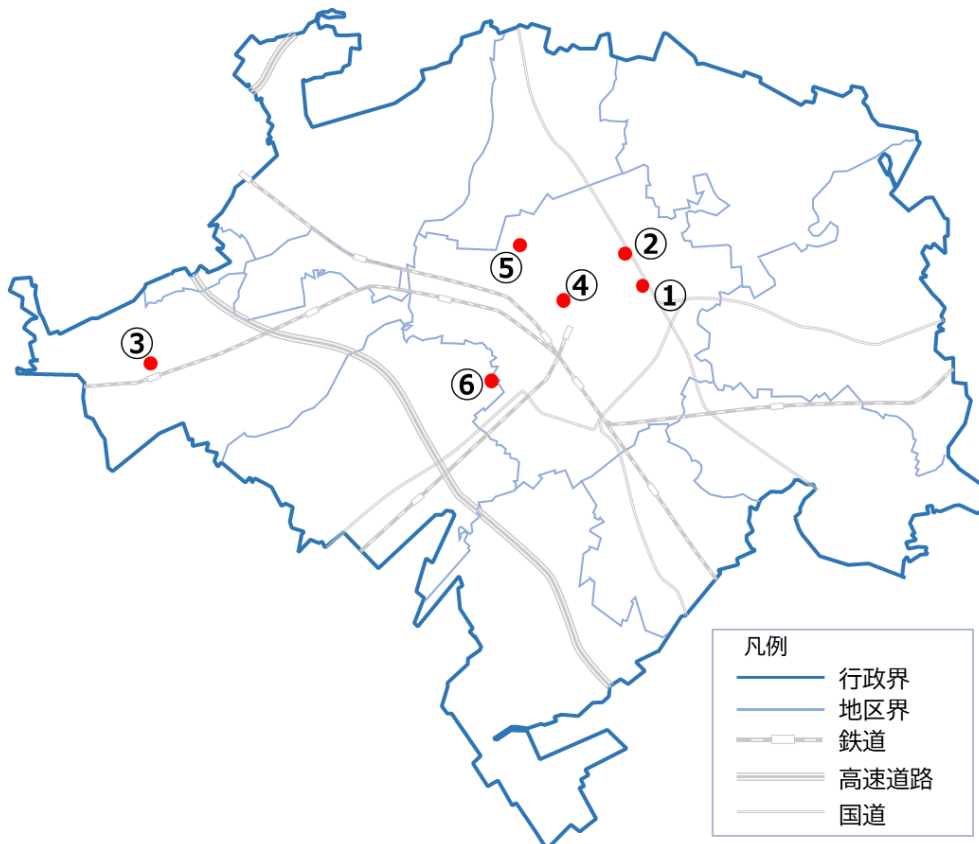 ②
⑤
①
④
③
⑥
凡例
行政界
地区界
鉄道
高速道路
国道